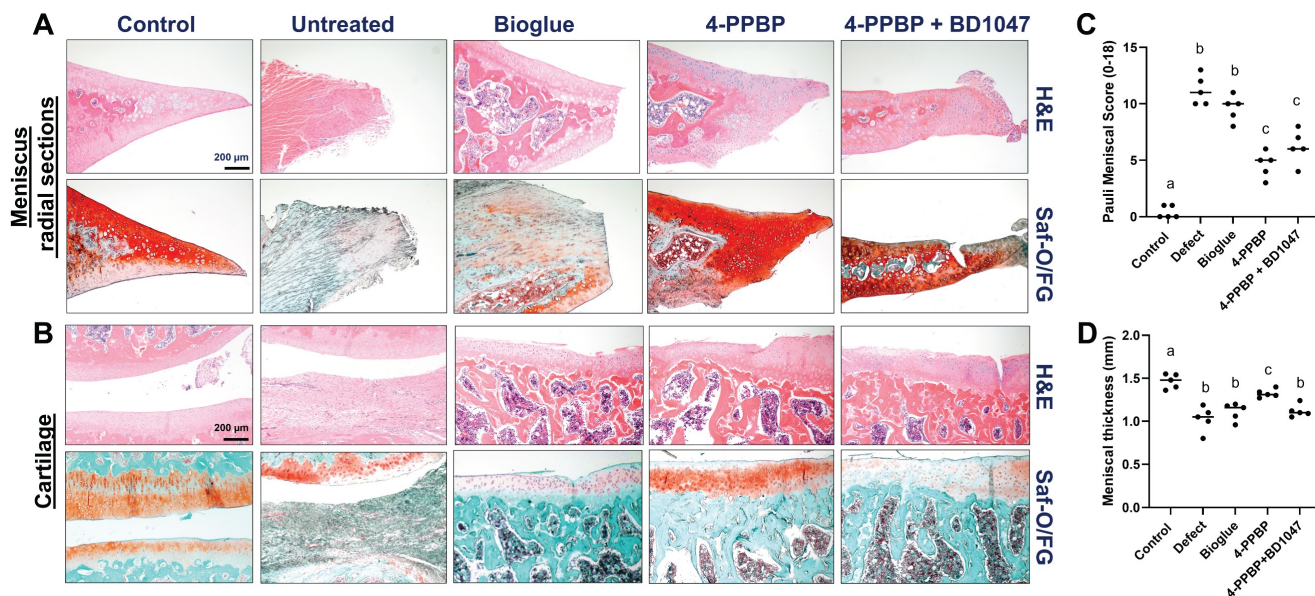 A
Control
Untreated
Bioglue
4-PPBP
4-PPBP + BD1047
Meniscus
radial sections
200 µm
H&E
Saf-O/FG
B
Cartilage
200 µm
H&E
Saf-O/FG
C
Pauli Meniscal Score (0-18)
15
10
5
0
a
b
b
c
c
Control
Defect
Bioglue
4-PPBP
4-PPBP + BD1047
D
Meniscal thickness (mm)
2.0
1.5
1.0
0.5
0.0
a
b
b
c
b
Control
Defect
Bioglue
4-PPBP
4-PPBP+BD1047